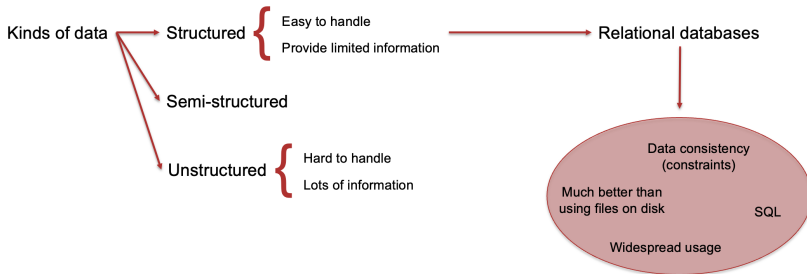 Kinds of data
Structured
Easy to handle
Provide limited information
Relational databases
Semi-structured
Unstructured
Hard to handle
Lots of information
Data consistency
(constraints)
Much better than
using files on disk
SQL
Widespread usage